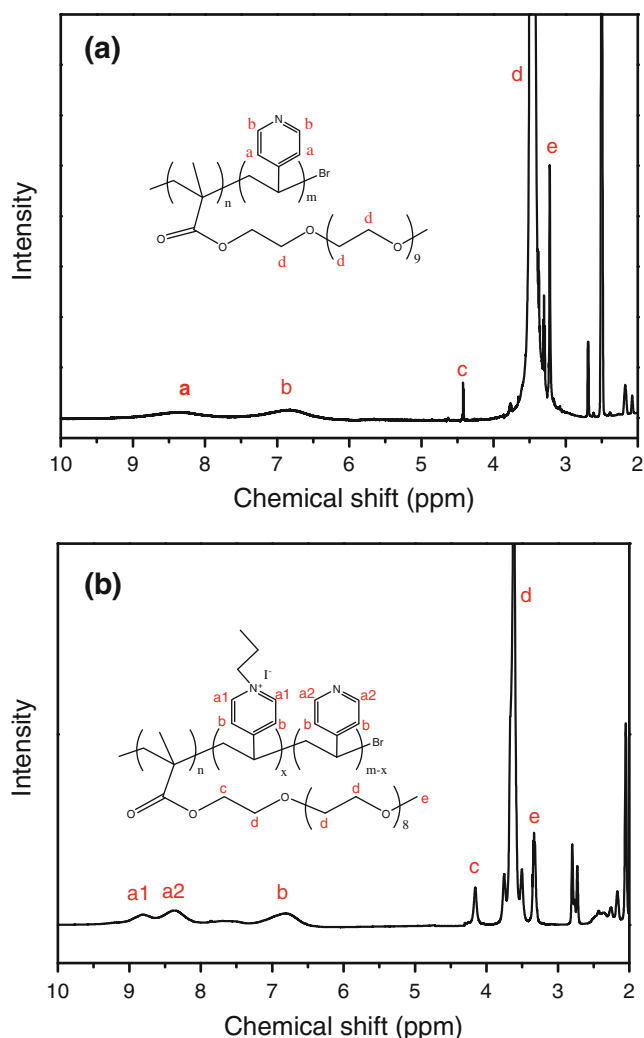 (a)
d
e
b N b
a a
Br
n m
O O
d
O O
d d 9
c
a b
Intensity
10 9 8 7 6 5 4 3 2
Chemical shift (ppm)
(b)
d
I-
a1 N+ a1 a2 N a2
b b b b
Br
n x m-x
c d e
O O O O
d d 8
e
c
a1 a2 b
Intensity
10 9 8 7 6 5 4 3 2
Chemical shift (ppm)